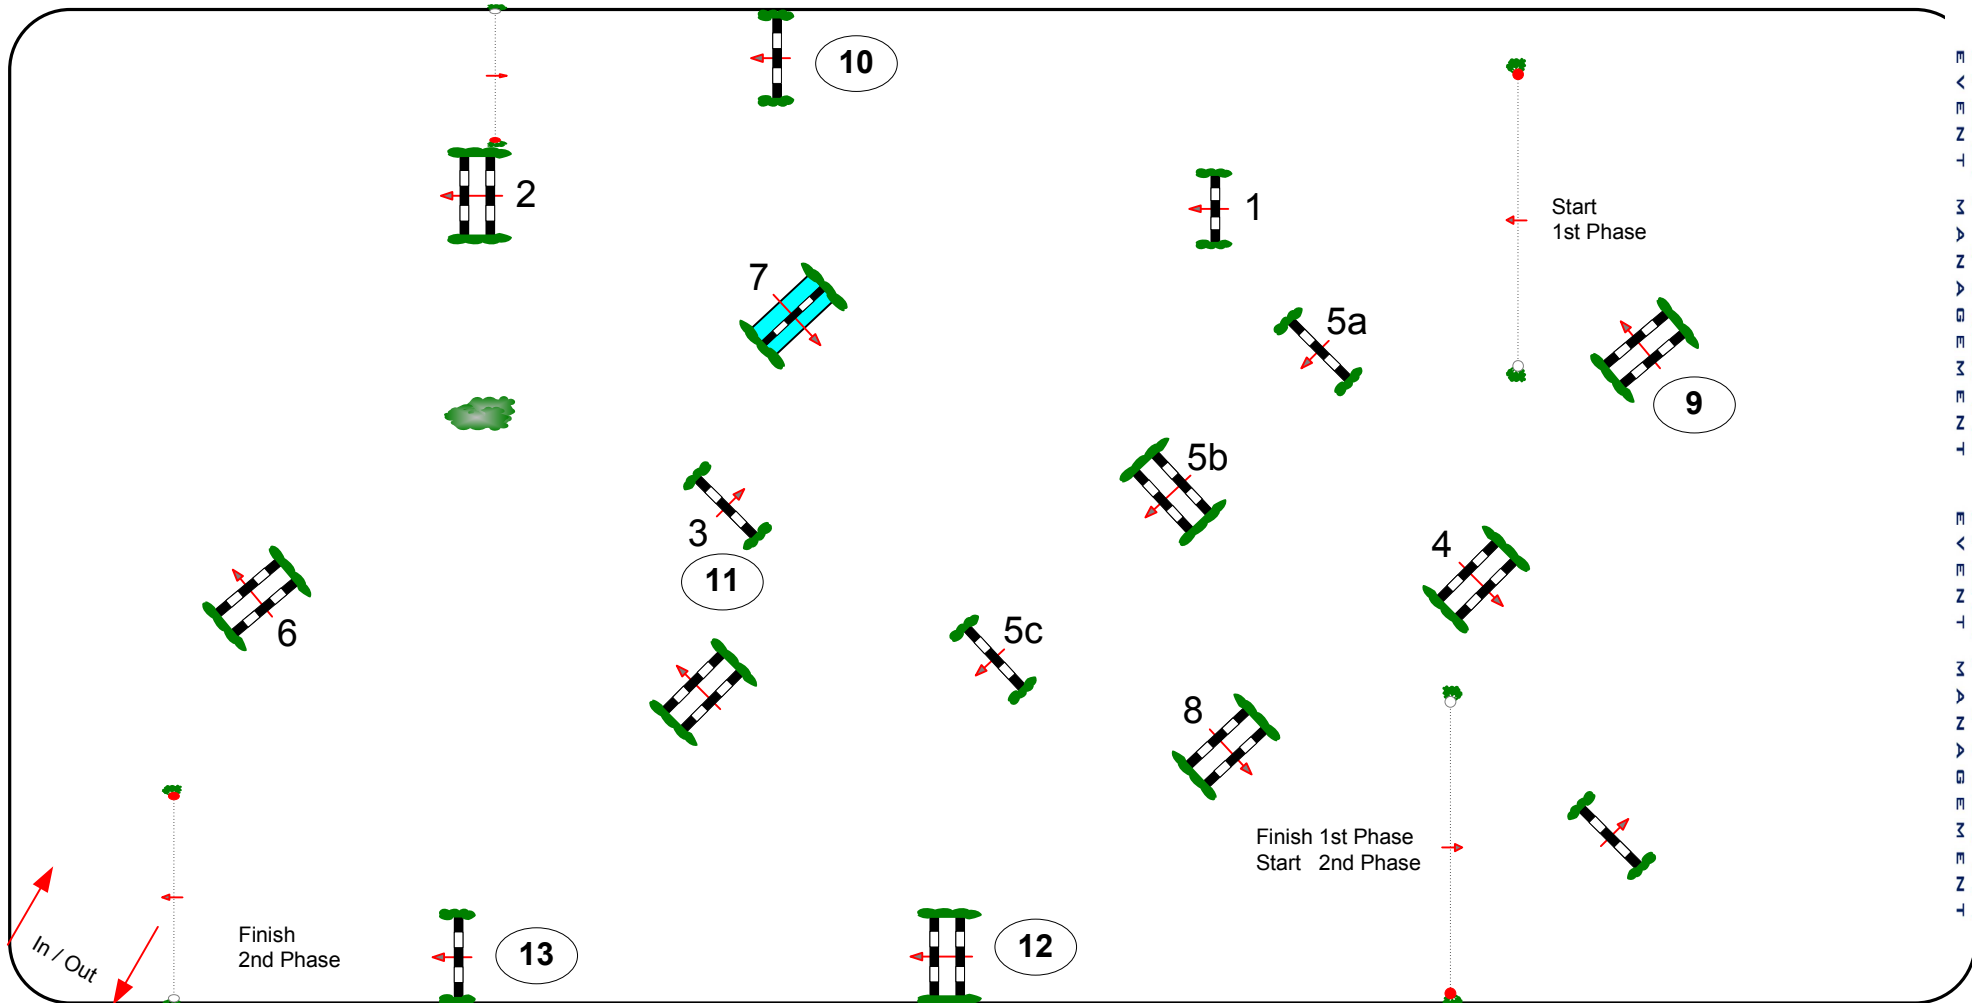 10
2
1
Start
1st Phase
7
5a
9
5b
3
4
11
6
5c
8
Finish 1st Phase
Start 2nd Phase
Finish
2nd Phase
13
12
In / Out
EVENT MANAGEMENT EVENT MANAGEMENT